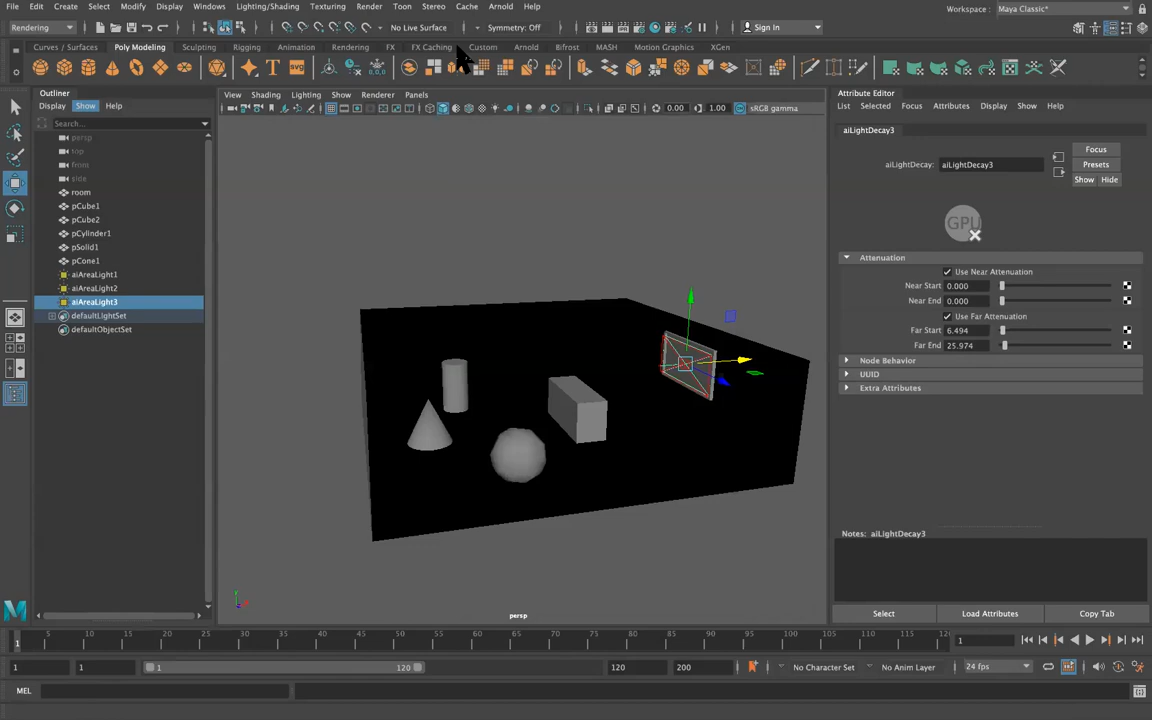 File Edit Create Select Modify Display Windows Lighting/Shading Texturing Render Toon Stereo Cache Arnold Help
Workspace : Maya Classic*
Rendering No Live Surface Symmetry: Off Sign In
Curves / Surfaces Poly Modeling Sculpting Rigging Animation Rendering FX FX Caching Custom Arnold Bifrost MASH Motion Graphics XGen
SVG
Outliner
Display Show Help
Search...
persp
top
front
side
room
pCube1
pCube2
pCylinder1
pSolid1
pCone1
aiAreaLight1
aiAreaLight2
aiAreaLight3
defaultLightSet
defaultObjectSet
View Shading Lighting Show Renderer Panels
0.00 1.00 sRGB gamma
persp
Attribute Editor
List Selected Focus Attributes Display Show Help
aiLightDecay3
Focus
aiLightDecay: aiLightDecay3 Presets
Show Hide
GPU
Attenuation
Use Near Attenuation
Near Start 0.000
Near End 0.000
Use Far Attenuation
Far Start 6.494
Far End 25.974
Node Behavior
UUID
Extra Attributes
Notes: aiLightDecay3
Select Load Attributes Copy Tab
1 5 10 15 20 25 30 35 40 45 50 55 60 65 70 75 80 85 90 95 100 105 110 115 12 1
1 1 1 120 120 200 No Character Set No Anim Layer 24 fps
MEL
M